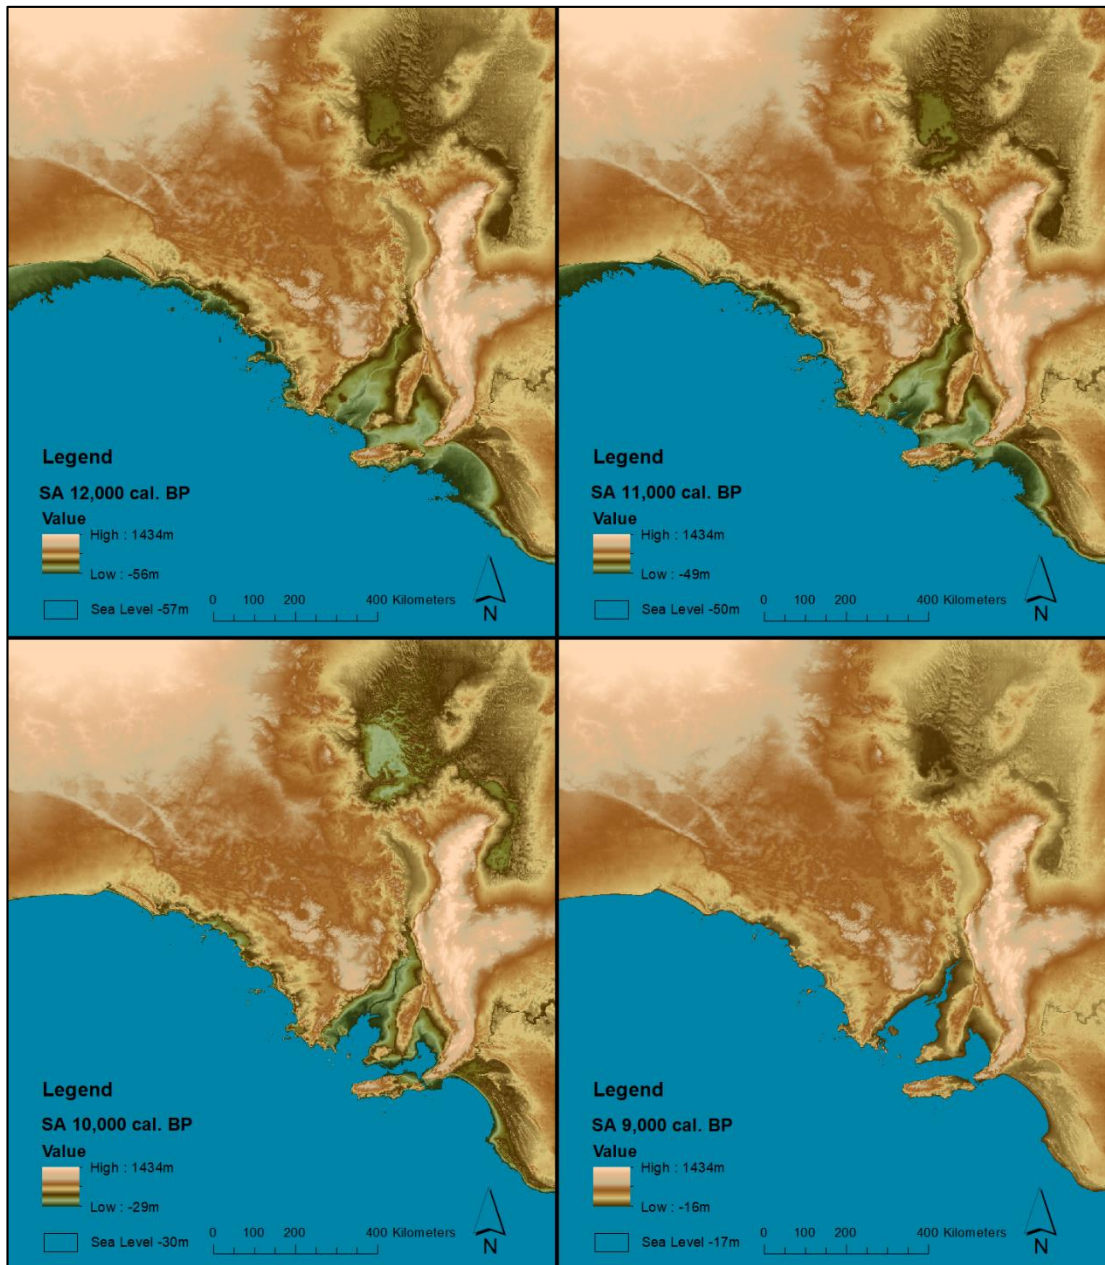 Legend
SA 12,000 cal. BP
Value
High : 1434m
Low : -56m
Sea Level -57m
0 100 200 400 Kilometers
N
Legend
SA 11,000 cal. BP
Value
High : 1434m
Low : -49m
Sea Level -50m
0 100 200 400 Kilometers
N
Legend
SA 10,000 cal. BP
Value
High : 1434m
Low : -29m
Sea Level -30m
0 100 200 400 Kilometers
N
Legend
SA 9,000 cal. BP
Value
High : 1434m
Low : -16m
Sea Level -17m
0 100 200 400 Kilometers
N